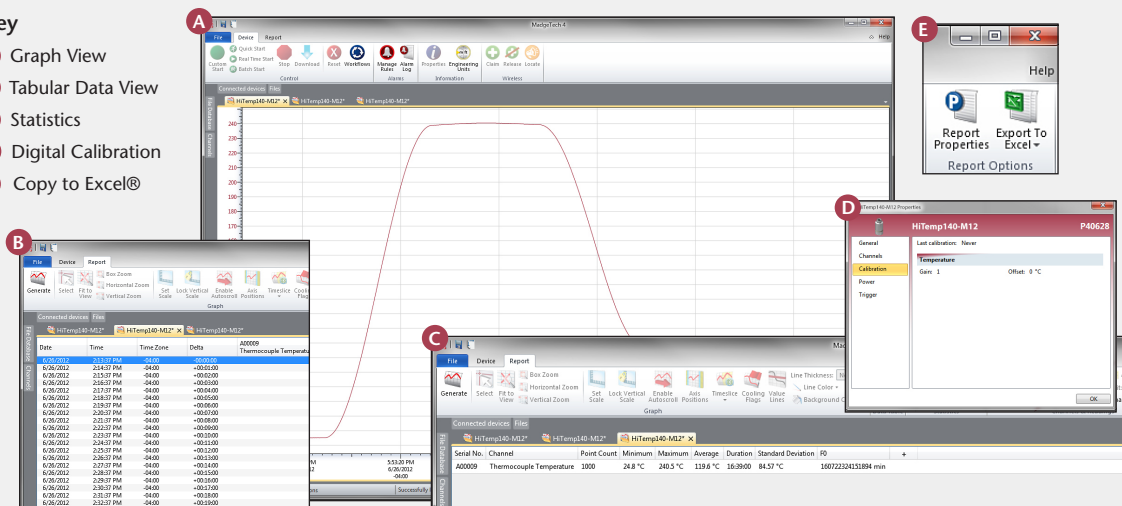 ey
Graph View
Tabular Data View
Statistics
Digital Calibration
Copy to Excel®
A
MadgeTech 4
File Device Report
Help
Custom Start
Quick Start
Real Time Start
Batch Start
Stop Download Reset Workflows
Manage Rules Alarm Log
Properties Engineering Units
Claim Release Locate
Control Alarms Information Wireless
Connected devices Files
HiTemp140-M12* HiTemp140-M12* HiTemp140-M12*
File Database Channels
240
230
220
210
200
190
180
170
5:53:20 PM
6/26/2012
-04:00
E
Help
Report Properties
Export To Excel
Report Options
D
HiTemp140-M12 Properties
HiTemp140-M12 P40628
General
Channels
Calibration
Power
Trigger
Last calibration: Never
Temperature
Gain: 1 Offset: 0 °C
OK
B
File Device Report
Generate Select Fit to View
Box Zoom
Horizontal Zoom
Vertical Zoom
Set Scale Lock Vertical Scale Enable Autoscroll Axis Positions Timeslice
Graph
Connected devices Files
HiTemp140-M12* HiTemp140-M12* HiTemp140-M12*
File Database Channels
Date Time Time Zone Delta A00009
Thermocouple Temperatu
6/26/2012 2:13:37 PM -04:00 -00:00:00
6/26/2012 2:14:37 PM -04:00 +00:01:00
6/26/2012 2:15:37 PM -04:00 +00:02:00
6/26/2012 2:16:37 PM -04:00 +00:03:00
6/26/2012 2:17:37 PM -04:00 +00:04:00
6/26/2012 2:18:37 PM -04:00 +00:05:00
6/26/2012 2:19:37 PM -04:00 +00:06:00
6/26/2012 2:20:37 PM -04:00 +00:07:00
6/26/2012 2:21:37 PM -04:00 +00:08:00
6/26/2012 2:22:37 PM -04:00 +00:09:00
6/26/2012 2:23:37 PM -04:00 +00:10:00
6/26/2012 2:24:37 PM -04:00 +00:11:00
6/26/2012 2:25:37 PM -04:00 +00:12:00
6/26/2012 2:26:37 PM -04:00 +00:13:00
6/26/2012 2:27:37 PM -04:00 +00:14:00
6/26/2012 2:28:37 PM -04:00 +00:15:00
6/26/2012 2:29:37 PM -04:00 +00:16:00
6/26/2012 2:30:37 PM -04:00 +00:17:00
6/26/2012 2:31:37 PM -04:00 +00:18:00
6/26/2012 2:32:37 PM -04:00 +00:19:00
C
File Device Report
Generate Select Fit to View
Box Zoom
Horizontal Zoom
Vertical Zoom
Set Scale Lock Vertical Scale Enable Autoscroll Axis Positions Timeslice Cooling Flags Value Lines
Line Thickness:
Line Color
Background
Graph
Connected devices Files
HiTemp140-M12* HiTemp140-M12* HiTemp140-M12*
File Database Channels
Serial No. Channel Point Count Minimum Maximum Average Duration Standard Deviation F0 +
A00009 Thermocouple Temperature 1000 24.8 °C 240.5 °C 119.6 °C 16:39:00 84.57 °C 160722324151894 min